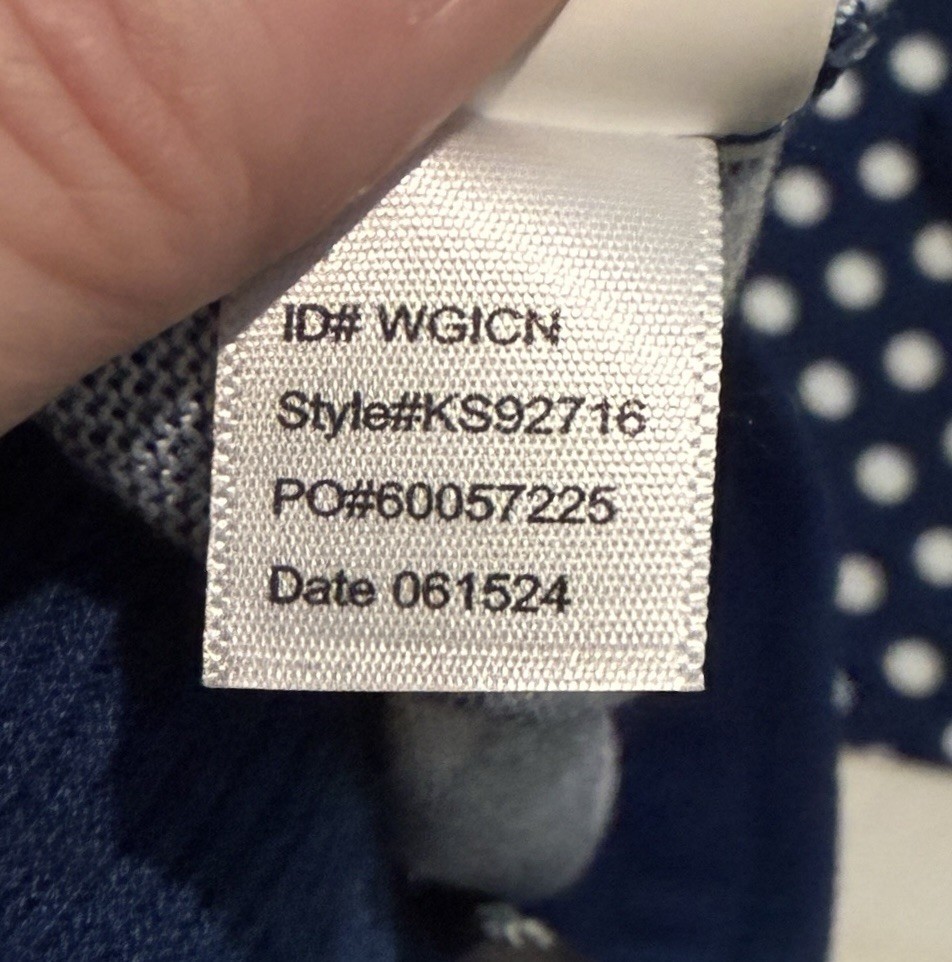 ID# WGICN
Style#KS92716
PO#60057225
Date 061524